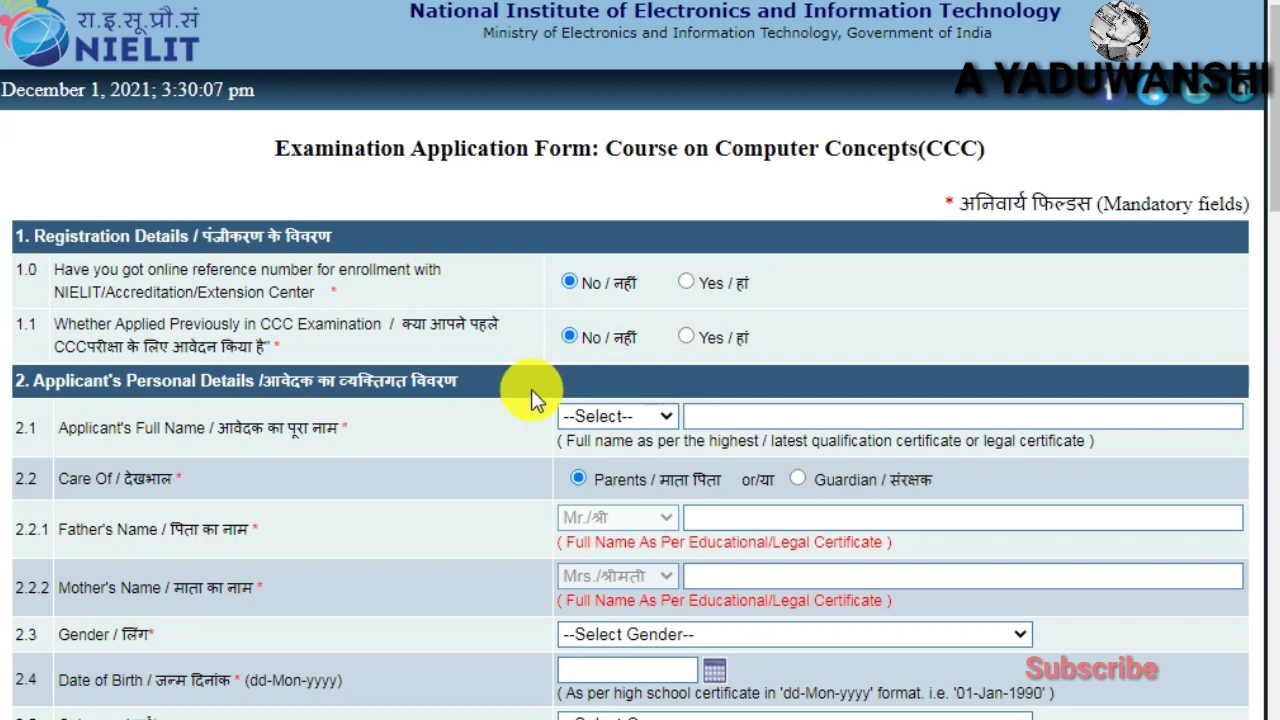 रा.इ.सू.प्रौ.सं
NIELIT
National Institute of Electronics and Information Technology
Ministry of Electronics and Information Technology, Government of India
A YADUWANSHI
December 1, 2021; 3:30:07 pm
Examination Application Form: Course on Computer Concepts(CCC)
* अनिवार्य फिल्डस (Mandatory fields)
1. Registration Details / पंजीकरण के विवरण
1.0 Have you got online reference number for enrollment with
NIELIT/Accreditation/Extension Center *
No / नहीं Yes / हां
1.1 Whether Applied Previously in CCC Examination / क्या आपने पहले
CCCपरीक्षा के लिए आवेदन किया है" *
No / नहीं Yes / हां
2. Applicant's Personal Details /आवेदक का व्यक्तिगत विवरण
2.1 Applicant's Full Name / आवेदक का पूरा नाम * --Select--
( Full name as per the highest / latest qualification certificate or legal certificate )
2.2 Care Of / देखभाल * Parents / माता पिता or/या Guardian / संरक्षक
2.2.1 Father's Name / पिता का नाम * Mr./श्री
( Full Name As Per Educational/Legal Certificate )
2.2.2 Mother's Name / माता का नाम * Mrs./श्रीमती
( Full Name As Per Educational/Legal Certificate )
2.3 Gender / लिंग* --Select Gender--
Subscribe
2.4 Date of Birth / जन्म दिनांक * (dd-Mon-yyyy)
( As per high school certificate in 'dd-Mon-yyyy' format. i.e. '01-Jan-1990' )